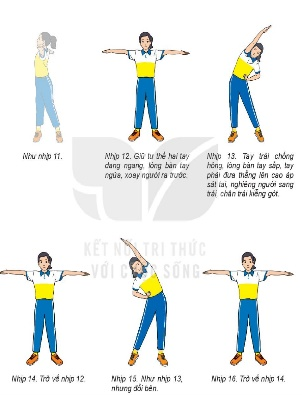 Như nhịp 11.
Nhịp 12. Giữ tư thế hai tay
dang ngang, lòng bàn tay
ngửa, xoay người ra trước.
Nhịp 13. Tay trái chống
hông, lòng bàn tay sấp, tay
phải đưa thẳng lên cao áp
sát tai, nghiêng người sang
trái, chân trái kiễng gót.
KẾT NỐI TRI THỨC
VỚI CUỘC SỐNG
Nhịp 14. Trở về nhịp 12.
Nhịp 15. Như nhịp 13,
nhưng đổi bên.
Nhịp 16. Trở về nhịp 14.